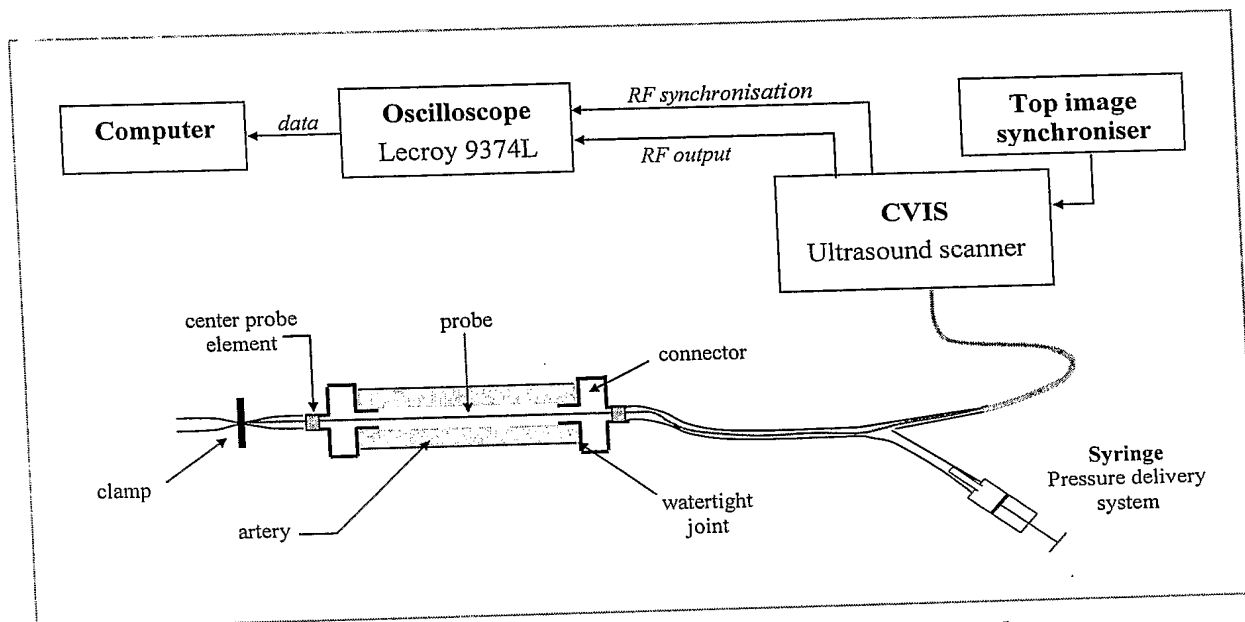 Computer
data
Oscilloscope
Lecroy 9374L
RF synchronisation
RF output
Top image
synchroniser
CVIS
Ultrasound scanner
center probe
element
probe
connector
clamp
artery
watertight
joint
Syringe
Pressure delivery
system